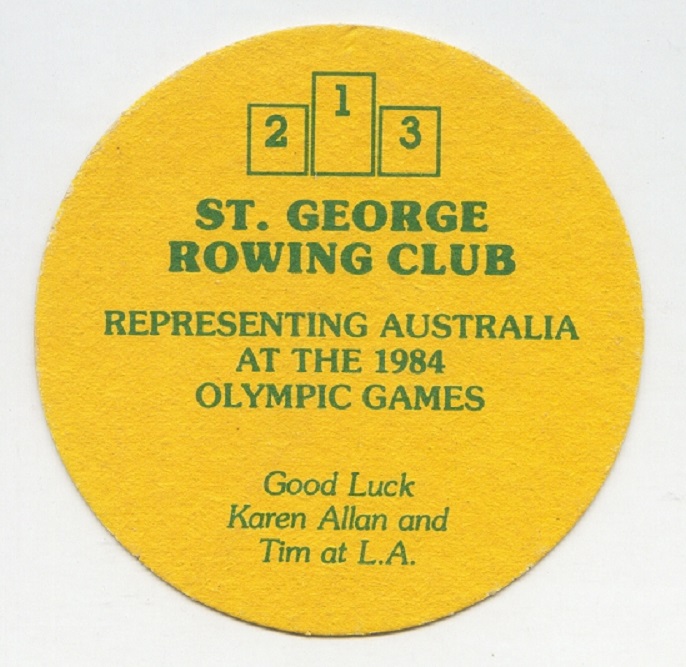 2 1 3
ST. GEORGE
ROWING CLUB
REPRESENTING AUSTRALIA
AT THE 1984
OLYMPIC GAMES
Good Luck
Karen Allan and
Tim at L.A.